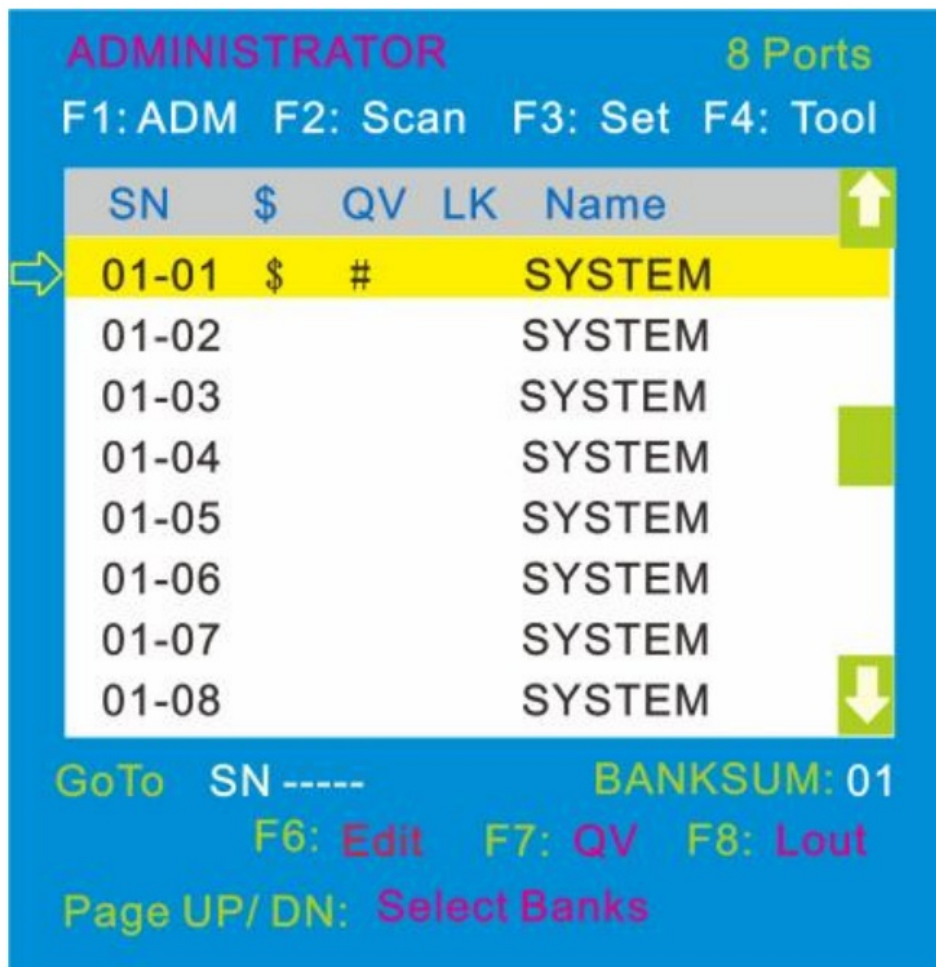 ADMINISTRATOR 8 Ports
F1: ADM F2: Scan F3: Set F4: Tool
SN $ QV LK Name
01-01 $ # SYSTEM
01-02 SYSTEM
01-03 SYSTEM
01-04 SYSTEM
01-05 SYSTEM
01-06 SYSTEM
01-07 SYSTEM
01-08 SYSTEM
GoTo SN ----- BANKSUM: 01
F6: Edit F7: QV F8: Lout
Page UP/ DN: Select Banks